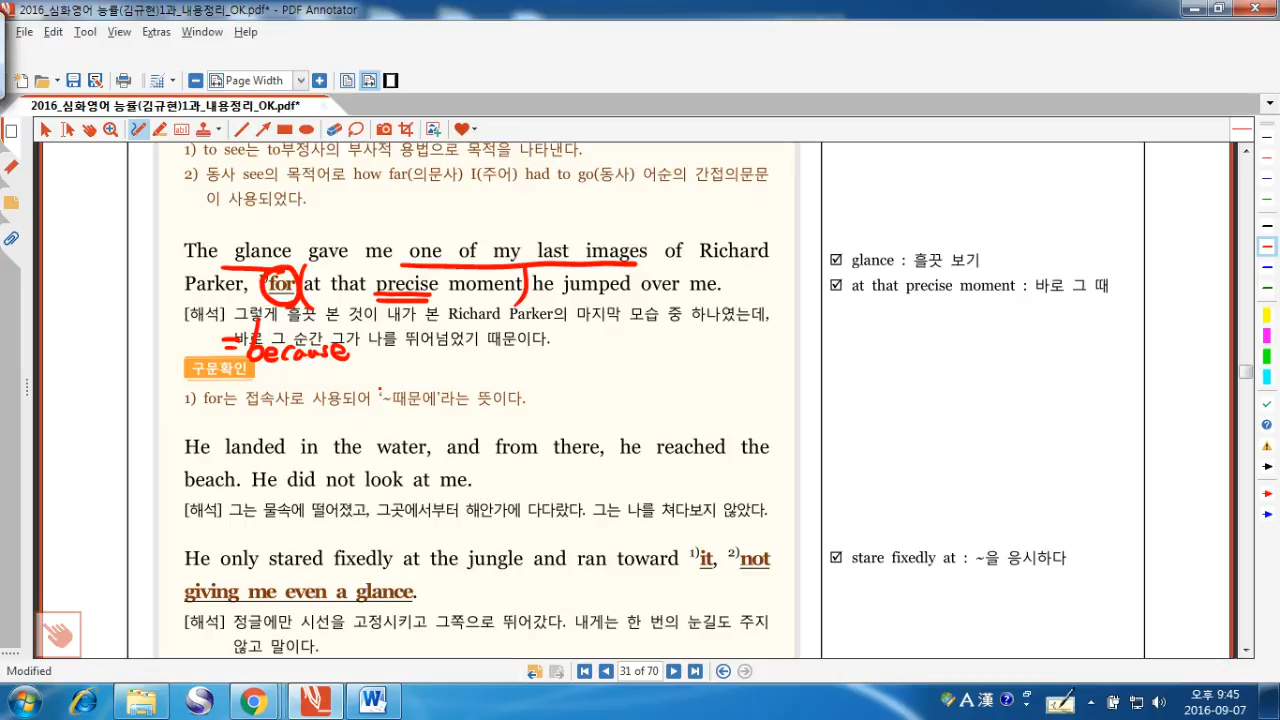 2016_심화영어 능률(김규현)1과_내용정리_OK.pdf* - PDF Annotator
File Edit Tool View Extras Window Help
Page Width
2016_심화영어 능률(김규현)1과_내용정리_OK.pdf*
1) to see는 to부정사의 부사적 용법으로 목적을 나타낸다.
2) 동사 see의 목적어로 how far(의문사) I(주어) had to go(동사) 어순의 간접의문문
이 사용되었다.
The glance gave me one of my last images of Richard
Parker, for at that precise moment he jumped over me.
[해석] 그렇게 흘끗 본 것이 내가 본 Richard Parker의 마지막 모습 중 하나였는데,
바로 그 순간 그가 나를 뛰어넘었기 때문이다.
= because
구문확인
1) for는 접속사로 사용되어 '~때문에'라는 뜻이다.
He landed in the water, and from there, he reached the
beach. He did not look at me.
[해석] 그는 물속에 떨어졌고, 그곳에서부터 해안가에 다다랐다. 그는 나를 쳐다보지 않았다.
He only stared fixedly at the jungle and ran toward 1)it, 2)not
giving me even a glance.
[해석] 정글에만 시선을 고정시키고 그쪽으로 뛰어갔다. 내게는 한 번의 눈길도 주지
않고 말이다.
☑ glance : 흘끗 보기
☑ at that precise moment : 바로 그 때
☑ stare fixedly at : ~을 응시하다
Modified
31 of 70
A 漢
오후 9:45
2016-09-07